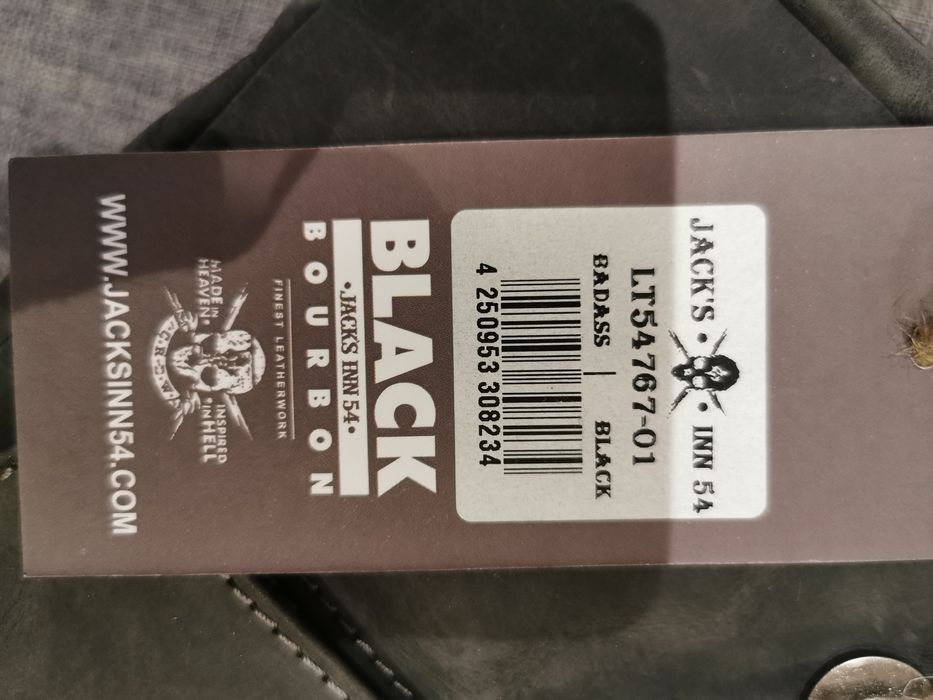 JACK'S • INN 54
LT54767-01
BADASS | BLACK
4 250953 308234
BLACK
•JACK'S INN 54•
BOURBON
FINEST LEATHERWORK
MADE IN HEAVEN•
•INSPIRED IN HELL
WWW.JACKSINN54.COM